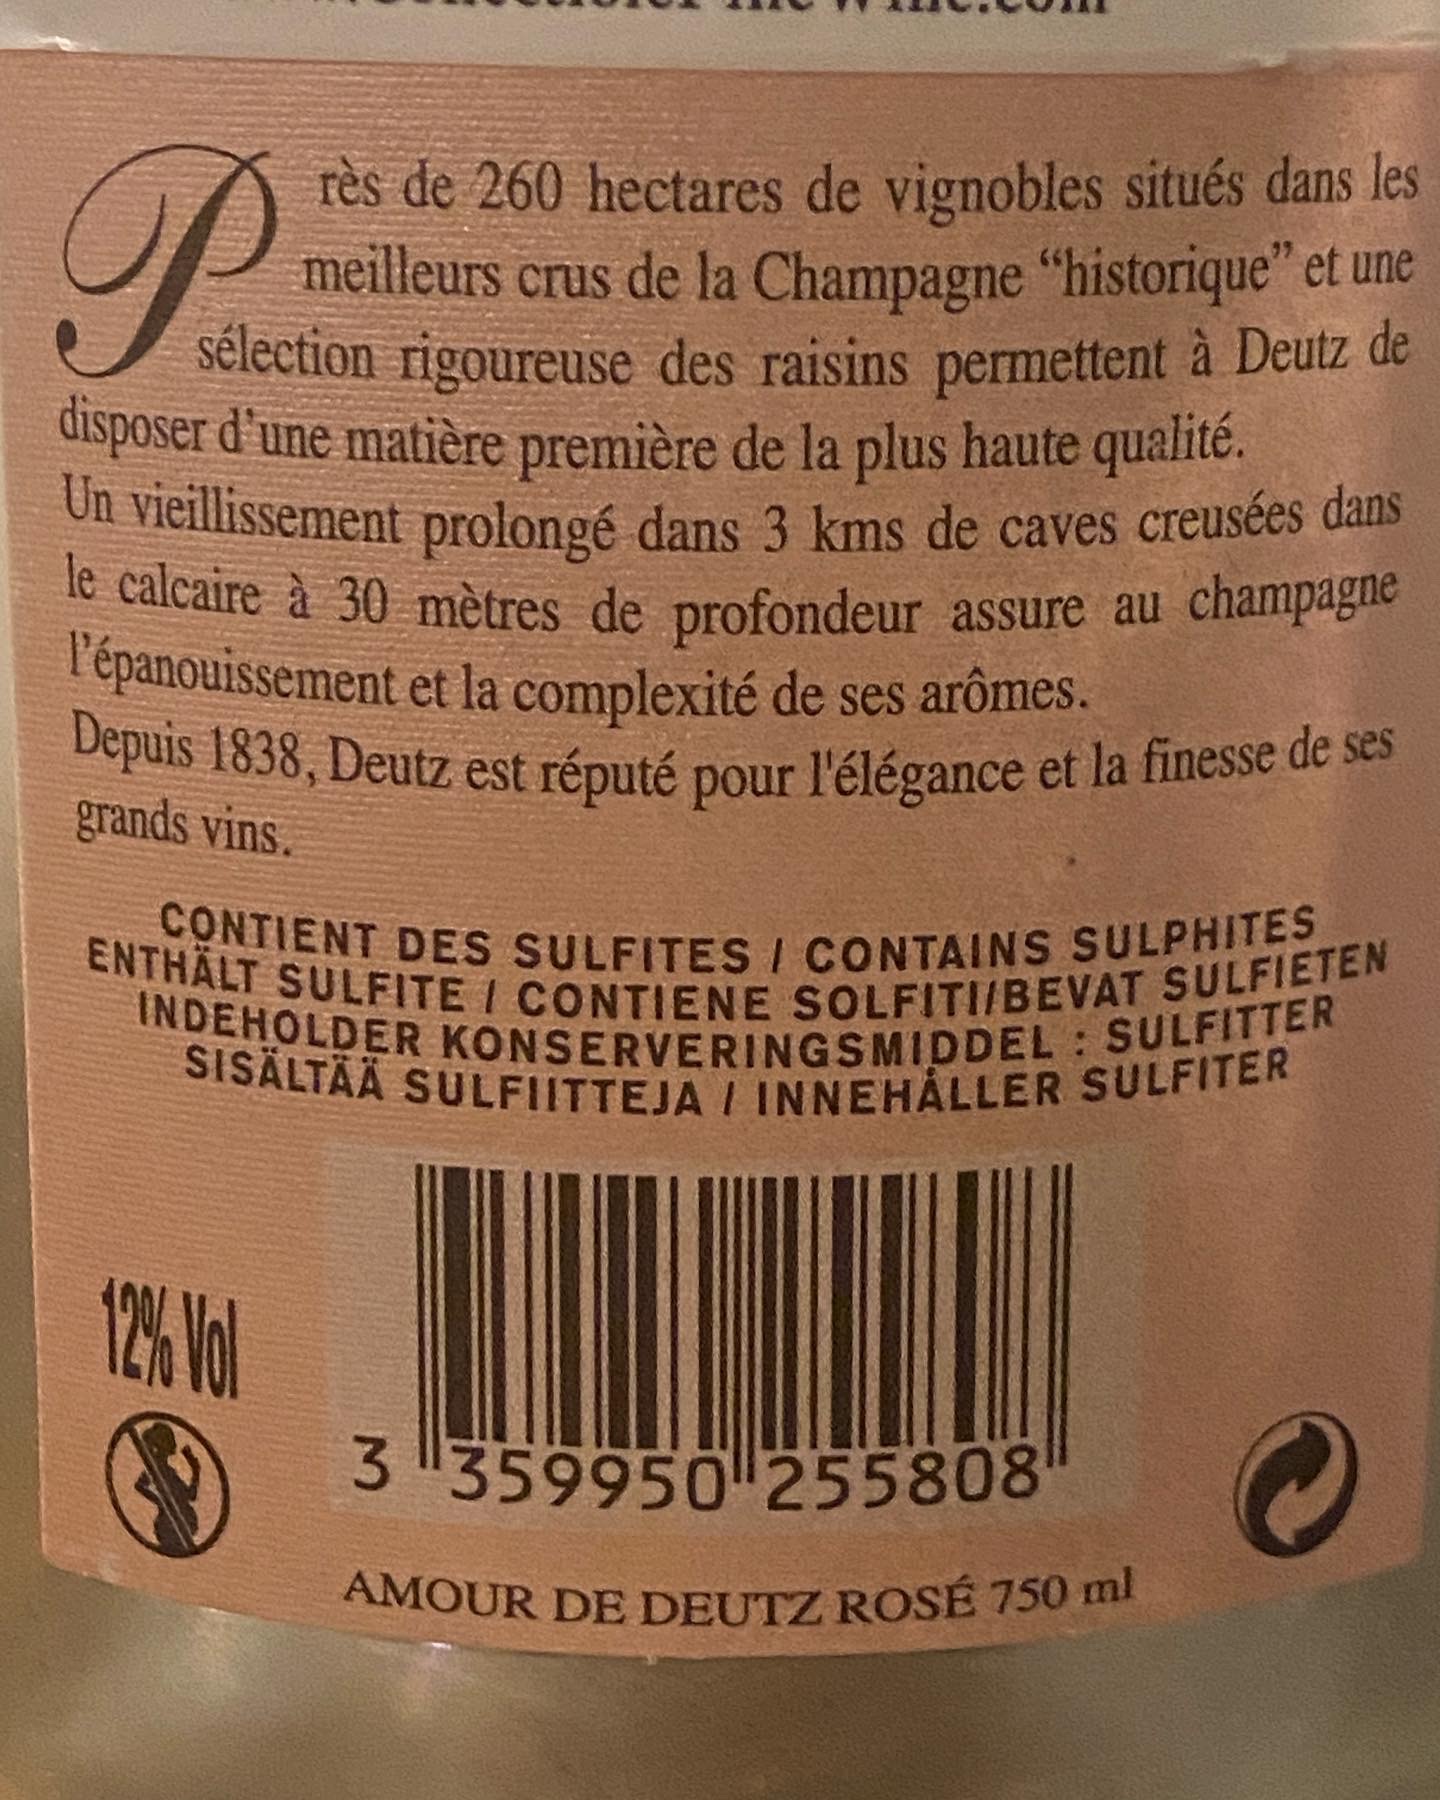 Près de 260 hectares de vignobles situés dans les
meilleurs crus de la Champagne “historique” et une
sélection rigoureuse des raisins permettent à Deutz de
disposer d'une matière première de la plus haute qualité.
Un vieillissement prolongé dans 3 kms de caves creusées dans
le calcaire à 30 mètres de profondeur assure au champagne
l'épanouissement et la complexité de ses arômes.
Depuis 1838, Deutz est réputé pour l'élégance et la finesse de ses
grands vins.
CONTIENT DES SULFITES / CONTAINS SULPHITES
ENTHÄLT SULFITE / CONTIENE SOLFITI/BEVAT SULFIETEN
INDEHOLDER KONSERVERINGSMIDDEL : SULFITTER
SISÄLTÄÄ SULFIITTEJA / INNEHÅLLER SULFITER
12% Vol
3 359950 255808
AMOUR DE DEUTZ ROSÉ 750 ml